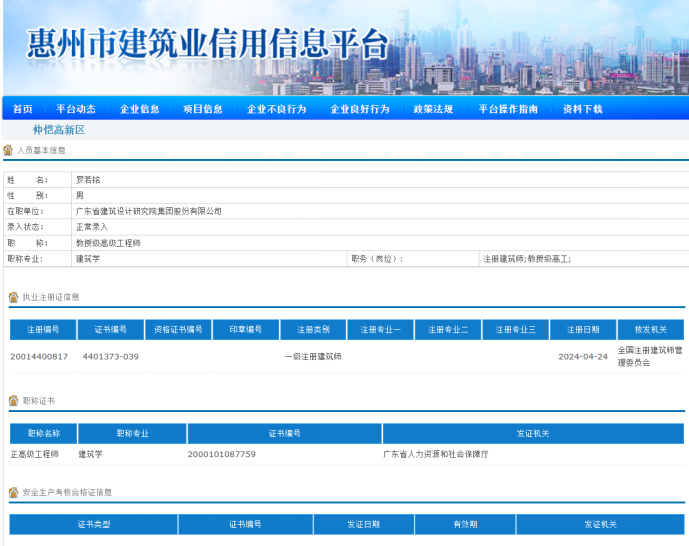 惠州市建筑业信用信息平台
首页 平台动态 企业信息 项目信息 企业不良行为 企业良好行为 政策法规 平台操作指南 资料下载
仲恺高新区
人员基本信息
姓 名: 罗若铭
性 别: 男
在职单位: 广东省建筑设计研究院集团股份有限公司
录入状态: 正常录入
职 称: 教授级高级工程师
职称专业: 建筑学 职务（岗位）: 注册建筑师;教授级高工;
执业注册证信息
注册编号 证书编号 资格证书编号 印章编号 注册类别 注册专业一 注册专业二 注册专业三 注册日期 核发机关
20014400817 4401373-039 一级注册建筑师 2024-04-24 全国注册建筑师管
理委员会
职称证书
职称名称 职称专业 证书编号 发证机关
正高级工程师 建筑学 2000101087759 广东省人力资源和社会保障厅
安全生产考核合格证信息
证书类型 证书编号 发证日期 有效期 发证机关